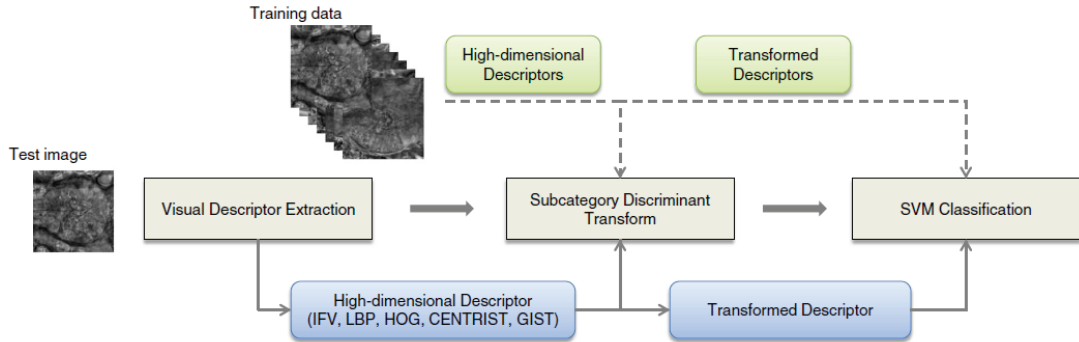 Training data
High-dimensional
Descriptors
Transformed
Descriptors
Test image
Visual Descriptor Extraction
Subcategory Discriminant
Transform
SVM Classification
High-dimensional Descriptor
(IFV, LBP, HOG, CENTRIST, GIST)
Transformed Descriptor